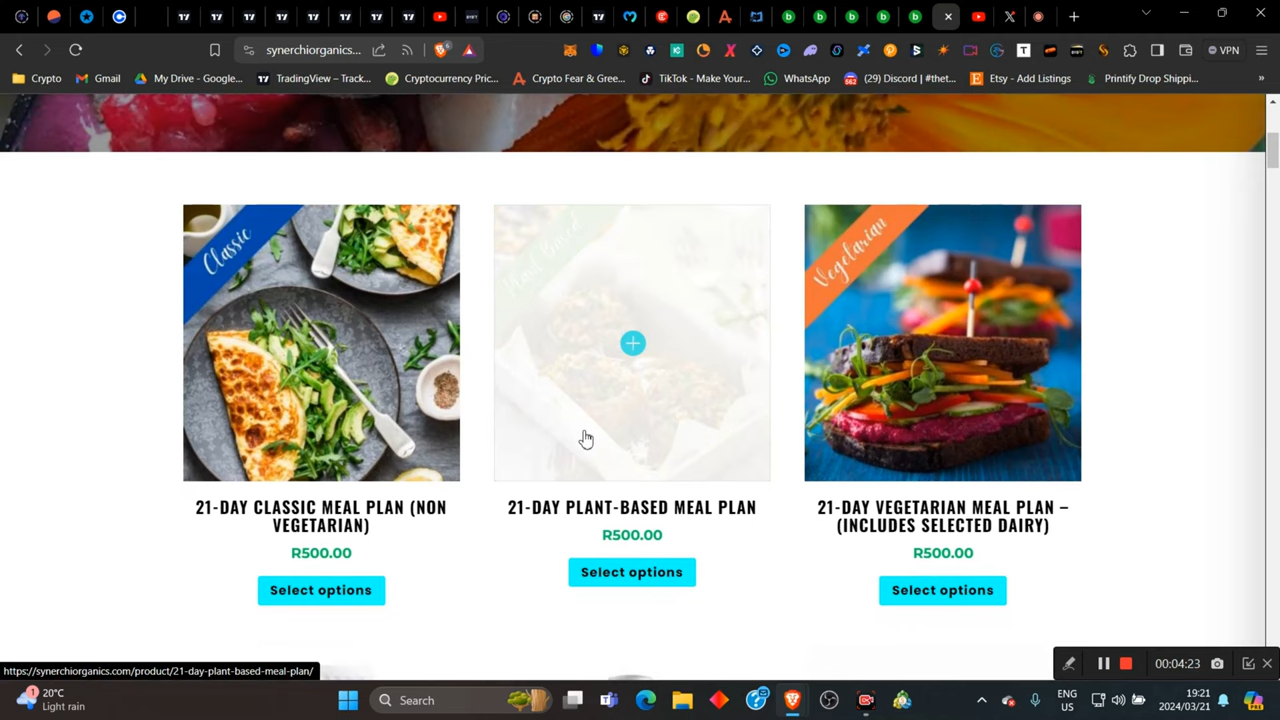 synerchiorganics...
6
VPN
Crypto
Gmail
My Drive - Google...
TradingView – Track...
Cryptocurrency Pric...
Crypto Fear & Gree...
TikTok - Make Your...
WhatsApp
(29) Discord | #thet...
Etsy - Add Listings
Printify Drop Shippi...
»
Classic
Plant Based
Vegetarian
21-DAY CLASSIC MEAL PLAN (NON
VEGETARIAN)
R500.00
Select options
21-DAY PLANT-BASED MEAL PLAN
R500.00
Select options
21-DAY VEGETARIAN MEAL PLAN –
(INCLUDES SELECTED DAIRY)
R500.00
Select options
https://synerchiorganics.com/product/21-day-plant-based-meal-plan/
00:04:23
1
20°C
Light rain
Search
ENG
US
19:21
2024/03/21